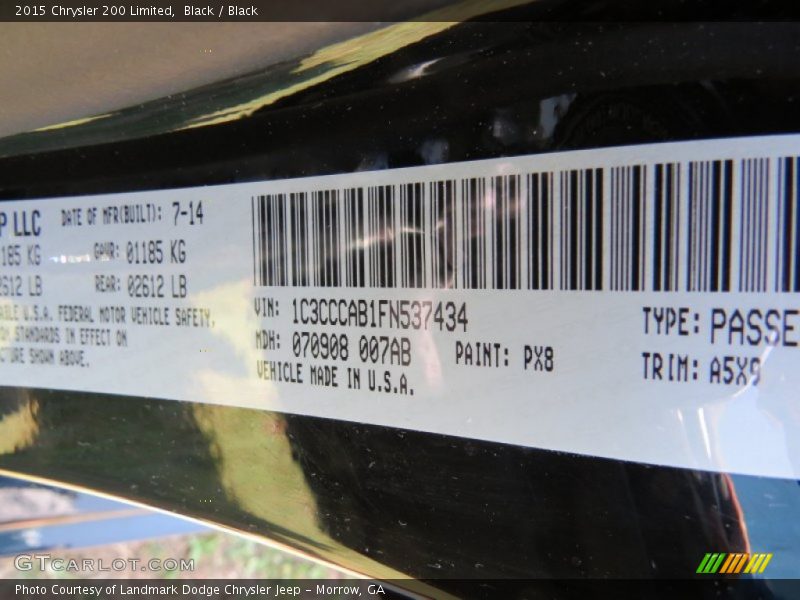 2015 Chrysler 200 Limited, Black / Black
P LLC DATE OF MFR(BUILT): 7-14
185 KG GAWR: 01185 KG
2612 LB REAR: 02612 LB
U.S.A. FEDERAL MOTOR VEHICLE SAFETY,
STANDARDS IN EFFECT ON
SHOWN ABOVE.
VIN: 1C3CCCAB1FN537434
MDH: 070908 007AB PAINT: PX8
VEHICLE MADE IN U.S.A.
TYPE: PASSE
TRIM: A5X9
GTcarlot.com
Photo Courtesy of Landmark Dodge Chrysler Jeep - Morrow, GA